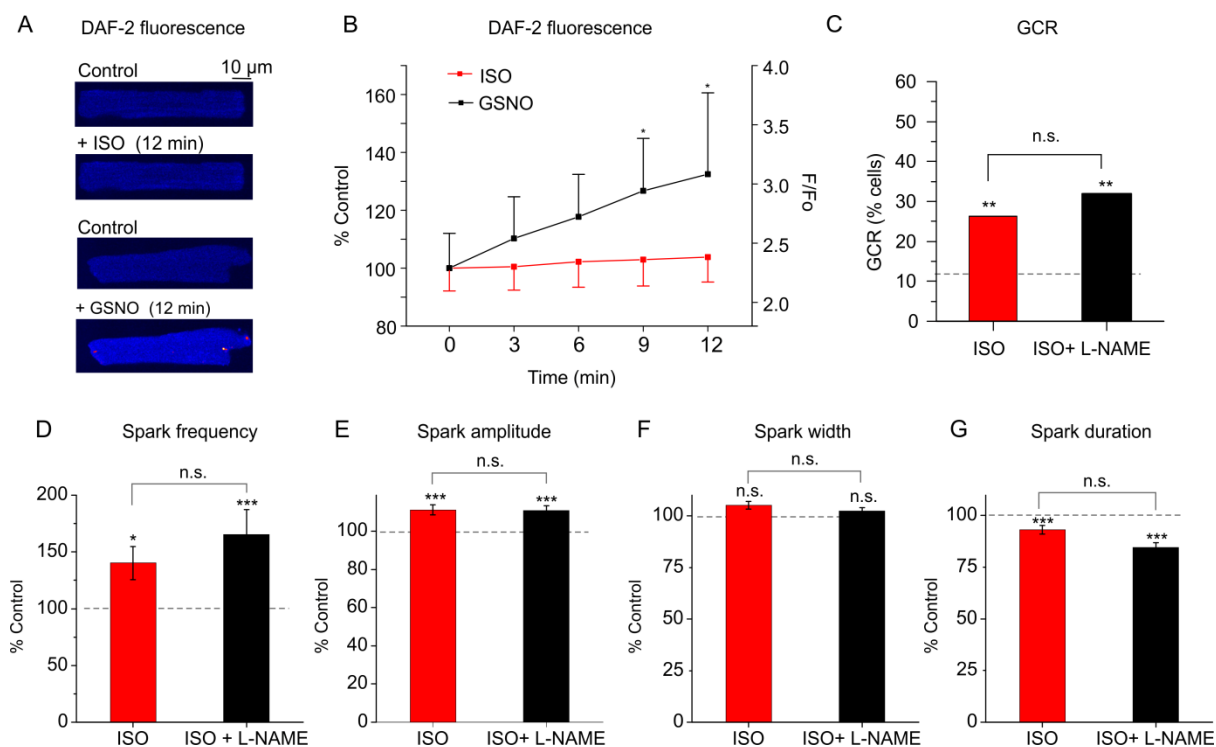 A DAF-2 fluorescence
Control
10 µm
+ ISO (12 min)
Control
+ GSNO (12 min)
B DAF-2 fluorescence
ISO
GSNO
160
140
120
100
80
% Control
4.0
3.5
3.0
2.5
2.0
F/Fo
* *
0 3 6 9 12
Time (min)
C GCR
60
50
40
30
20
10
0
GCR (% cells)
n.s.
** **
ISO ISO+ L-NAME
D Spark frequency
200
150
100
50
0
% Control
n.s.
* ***
ISO ISO + L-NAME
E Spark amplitude
100
80
60
40
20
0
% Control
n.s.
*** ***
ISO ISO+ L-NAME
F Spark width
100
75
50
25
0
% Control
n.s.
n.s. n.s.
ISO ISO+ L-NAME
G Spark duration
100
75
50
25
0
% Control
n.s.
*** ***
ISO ISO+ L-NAME